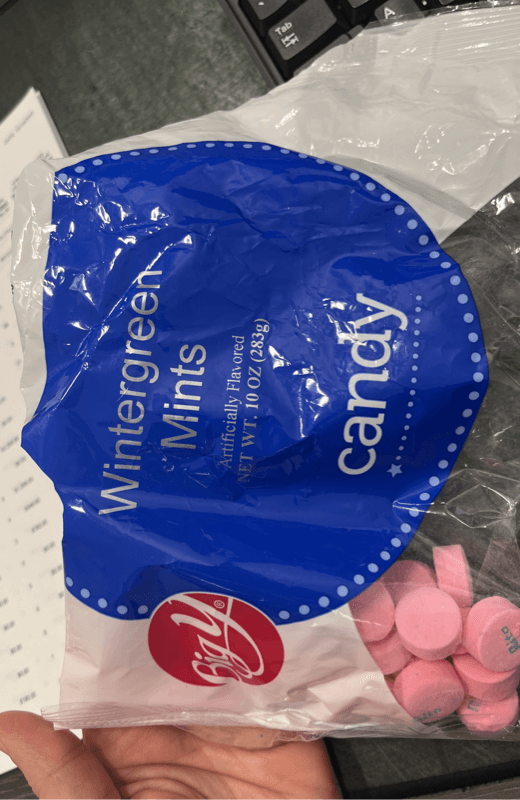 candy
Wintergreen
Mints
Artificially Flavored
NET WT. 10 OZ (283g)
Big Y®
Tab
A